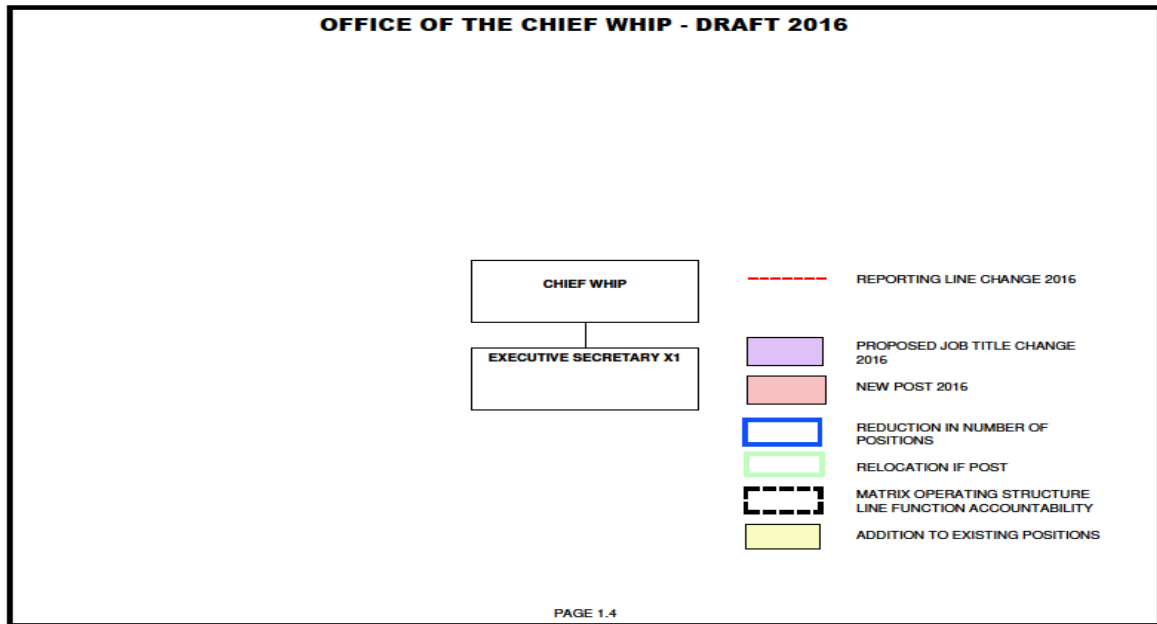 OFFICE OF THE CHIEF WHIP - DRAFT 2016
CHIEF WHIP
EXECUTIVE SECRETARY X1
REPORTING LINE CHANGE 2016
PROPOSED JOB TITLE CHANGE
2016
NEW POST 2016
REDUCTION IN NUMBER OF
POSITIONS
RELOCATION IF POST
MATRIX OPERATING STRUCTURE
LINE FUNCTION ACCOUNTABILITY
ADDITION TO EXISTING POSITIONS
PAGE 1.4